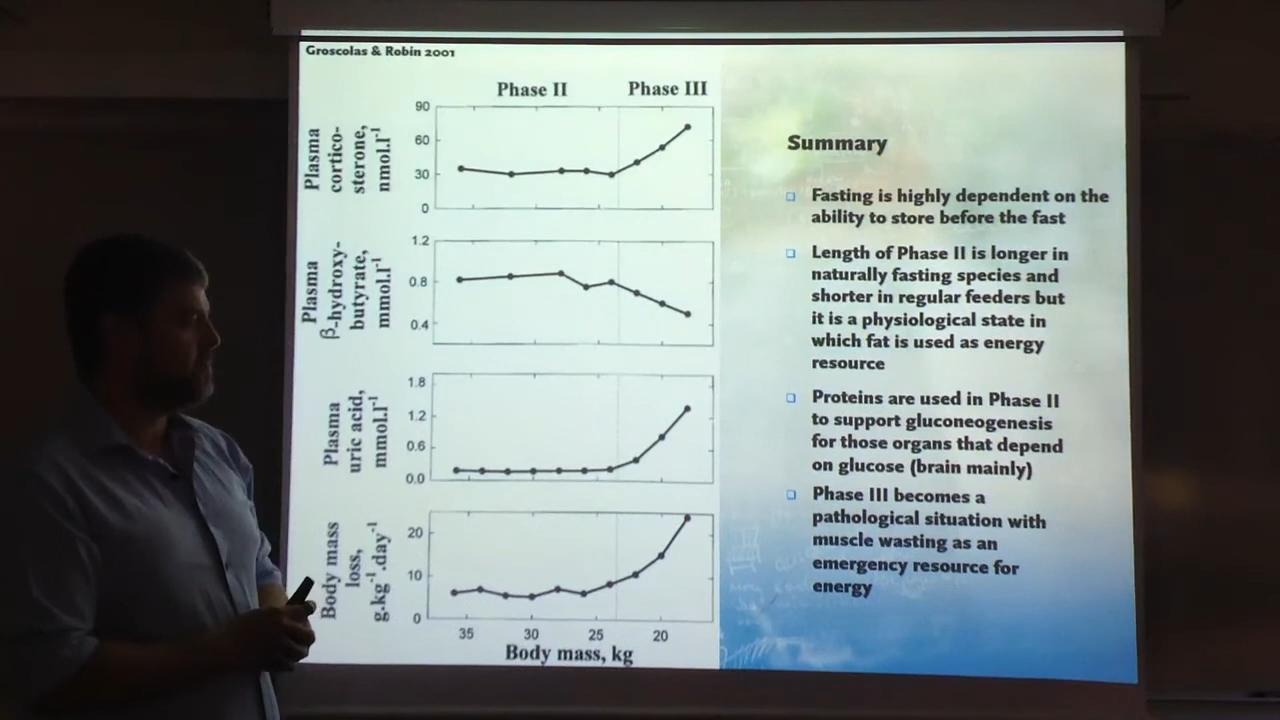 Groscolas & Robin 2001
Phase II
Phase III
Plasma
cortico-
sterone,
nmol.l⁻¹
90
60
30
0
Plasma
β-hydroxy-
butyrate,
mmol.l⁻¹
1.2
0.8
0.4
Plasma
uric acid,
mmol.l⁻¹
1.8
1.2
0.6
0.0
Body mass
loss,
g.kg⁻¹.day⁻¹
20
10
0
35 30 25 20
Body mass, kg
Summary
Fasting is highly dependent on the
ability to store before the fast
Length of Phase II is longer in
naturally fasting species and
shorter in regular feeders but
it is a physiological state in
which fat is used as energy
resource
Proteins are used in Phase II
to support gluconeogenesis
for those organs that depend
on glucose (brain mainly)
Phase III becomes a
pathological situation with
muscle wasting as an
emergency resource for
energy